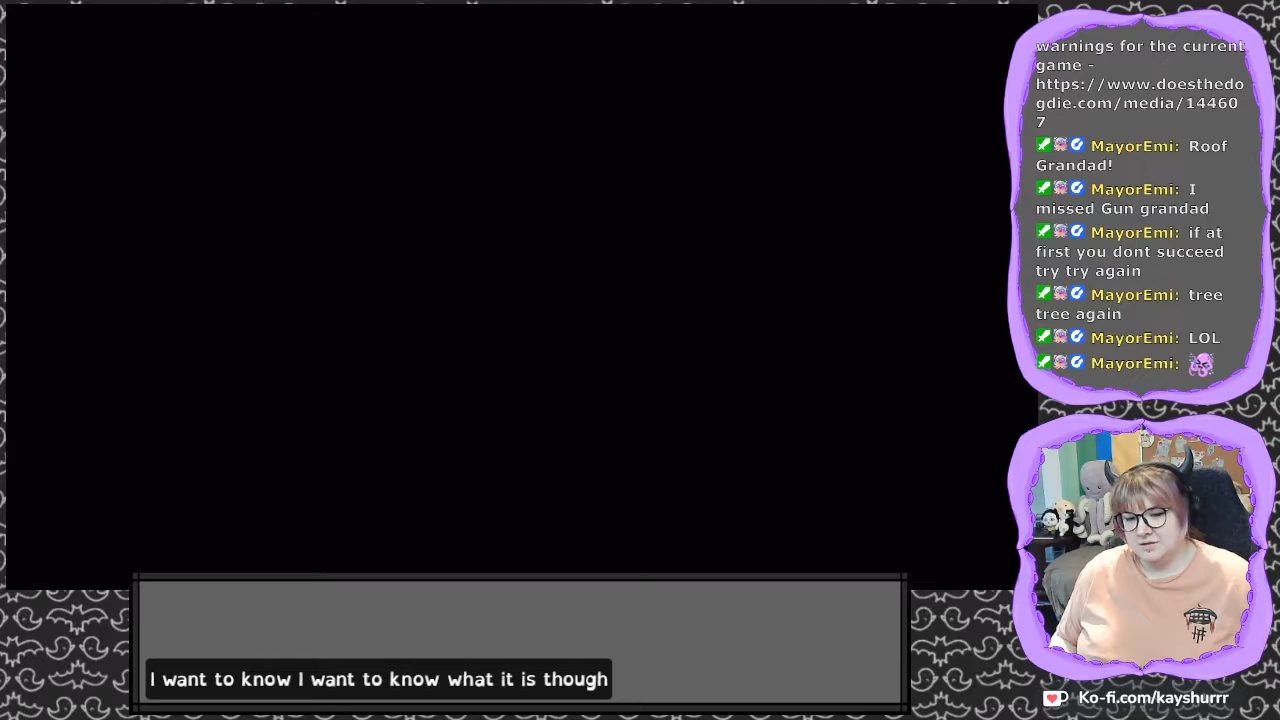 warnings for the current
game -
https://www.doesthedo
gdie.com/media/14460
7
MayorEmi: Roof
Grandad!
MayorEmi: I
missed Gun grandad
MayorEmi: if at
first you dont succeed
try try again
MayorEmi: tree
tree again
MayorEmi: LOL
MayorEmi:
I want to know I want to know what it is though
Ko-fi.com/kayshurrr